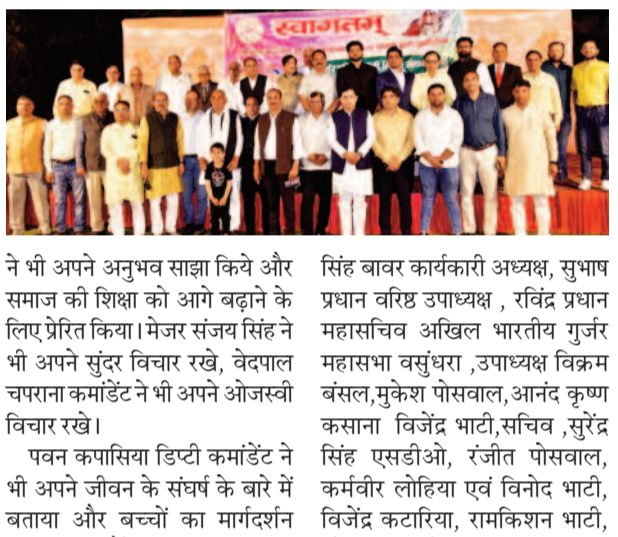 स्वागतम्
ने भी अपने अनुभव साझा किये और
समाज की शिक्षा को आगे बढ़ाने के
लिए प्रेरित किया। मेजर संजय सिंह ने
भी अपने सुंदर विचार रखे, वेदपाल
चपराना कमांडेंट ने भी अपने ओजस्वी
विचार रखे।
पवन कपासिया डिप्टी कमांडेंट ने
भी अपने जीवन के संघर्ष के बारे में
बताया और बच्चों का मार्गदर्शन
सिंह बावर कार्यकारी अध्यक्ष, सुभाष
प्रधान वरिष्ठ उपाध्यक्ष , रविंद्र प्रधान
महासचिव अखिल भारतीय गुर्जर
महासभा वसुंधरा ,उपाध्यक्ष विक्रम
बंसल,मुकेश पोसवाल,आनंद कृष्ण
कसाना विजेंद्र भाटी,सचिव ,सुरेंद्र
सिंह एसडीओ, रंजीत पोसवाल,
कर्मवीर लोहिया एवं विनोद भाटी,
विजेंद्र कटारिया, रामकिशन भाटी,